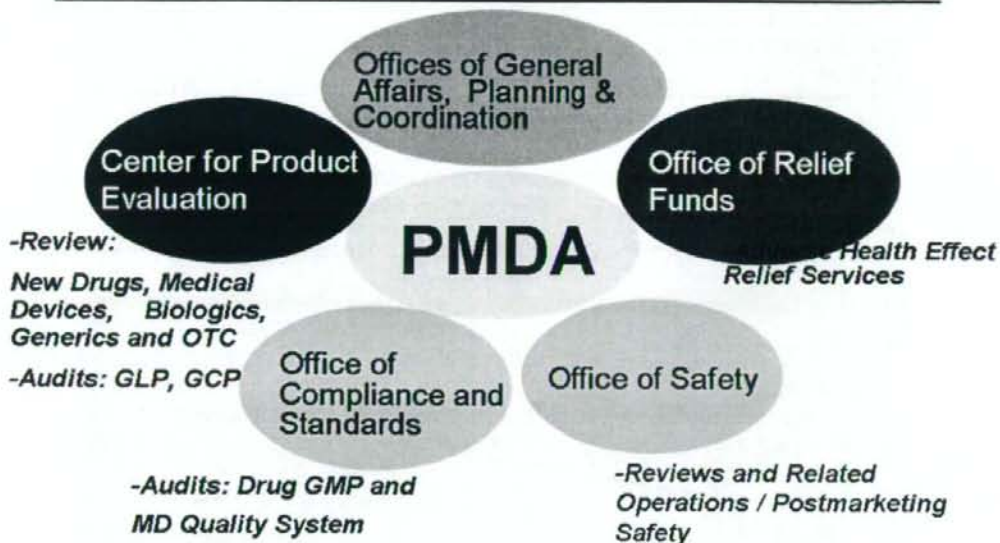 Offices of General
Affairs, Planning &
Coordination
Center for Product
Evaluation
Office of Relief
Funds
PMDA
-Review:
New Drugs, Medical
Devices, Biologics,
Generics and OTC
-Audits: GLP, GCP
Health Effect
Relief Services
Office of
Compliance and
Standards
Office of Safety
-Audits: Drug GMP and
MD Quality System
-Reviews and Related
Operations / Postmarketing
Safety